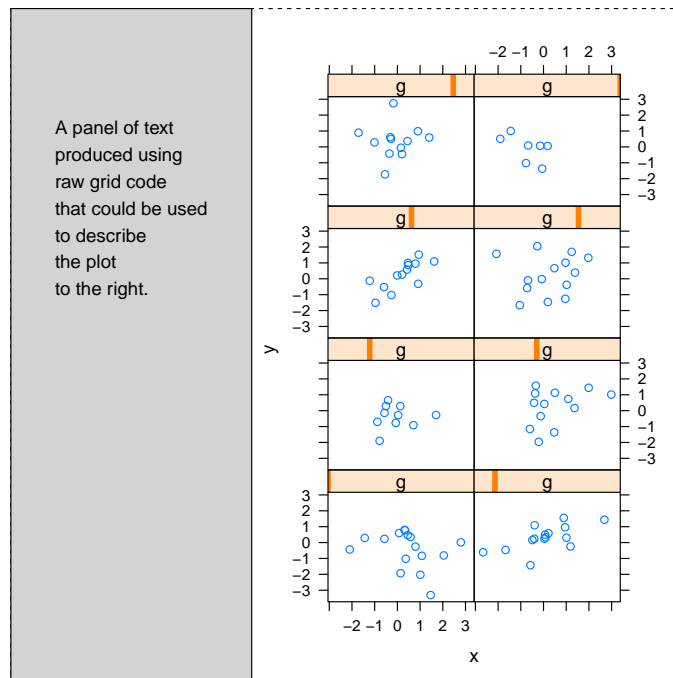 A panel of text
produced using
raw grid code
that could be used
to describe
the plot
to the right.
−2 −1 0 1 2 3
g g
3
2
1
0
−1
−2
−3
g g
3
2
1
0
−1
−2
−3
y
g g
3
2
1
0
−1
−2
−3
g g
3
2
1
0
−1
−2
−3
−2 −1 0 1 2 3
x